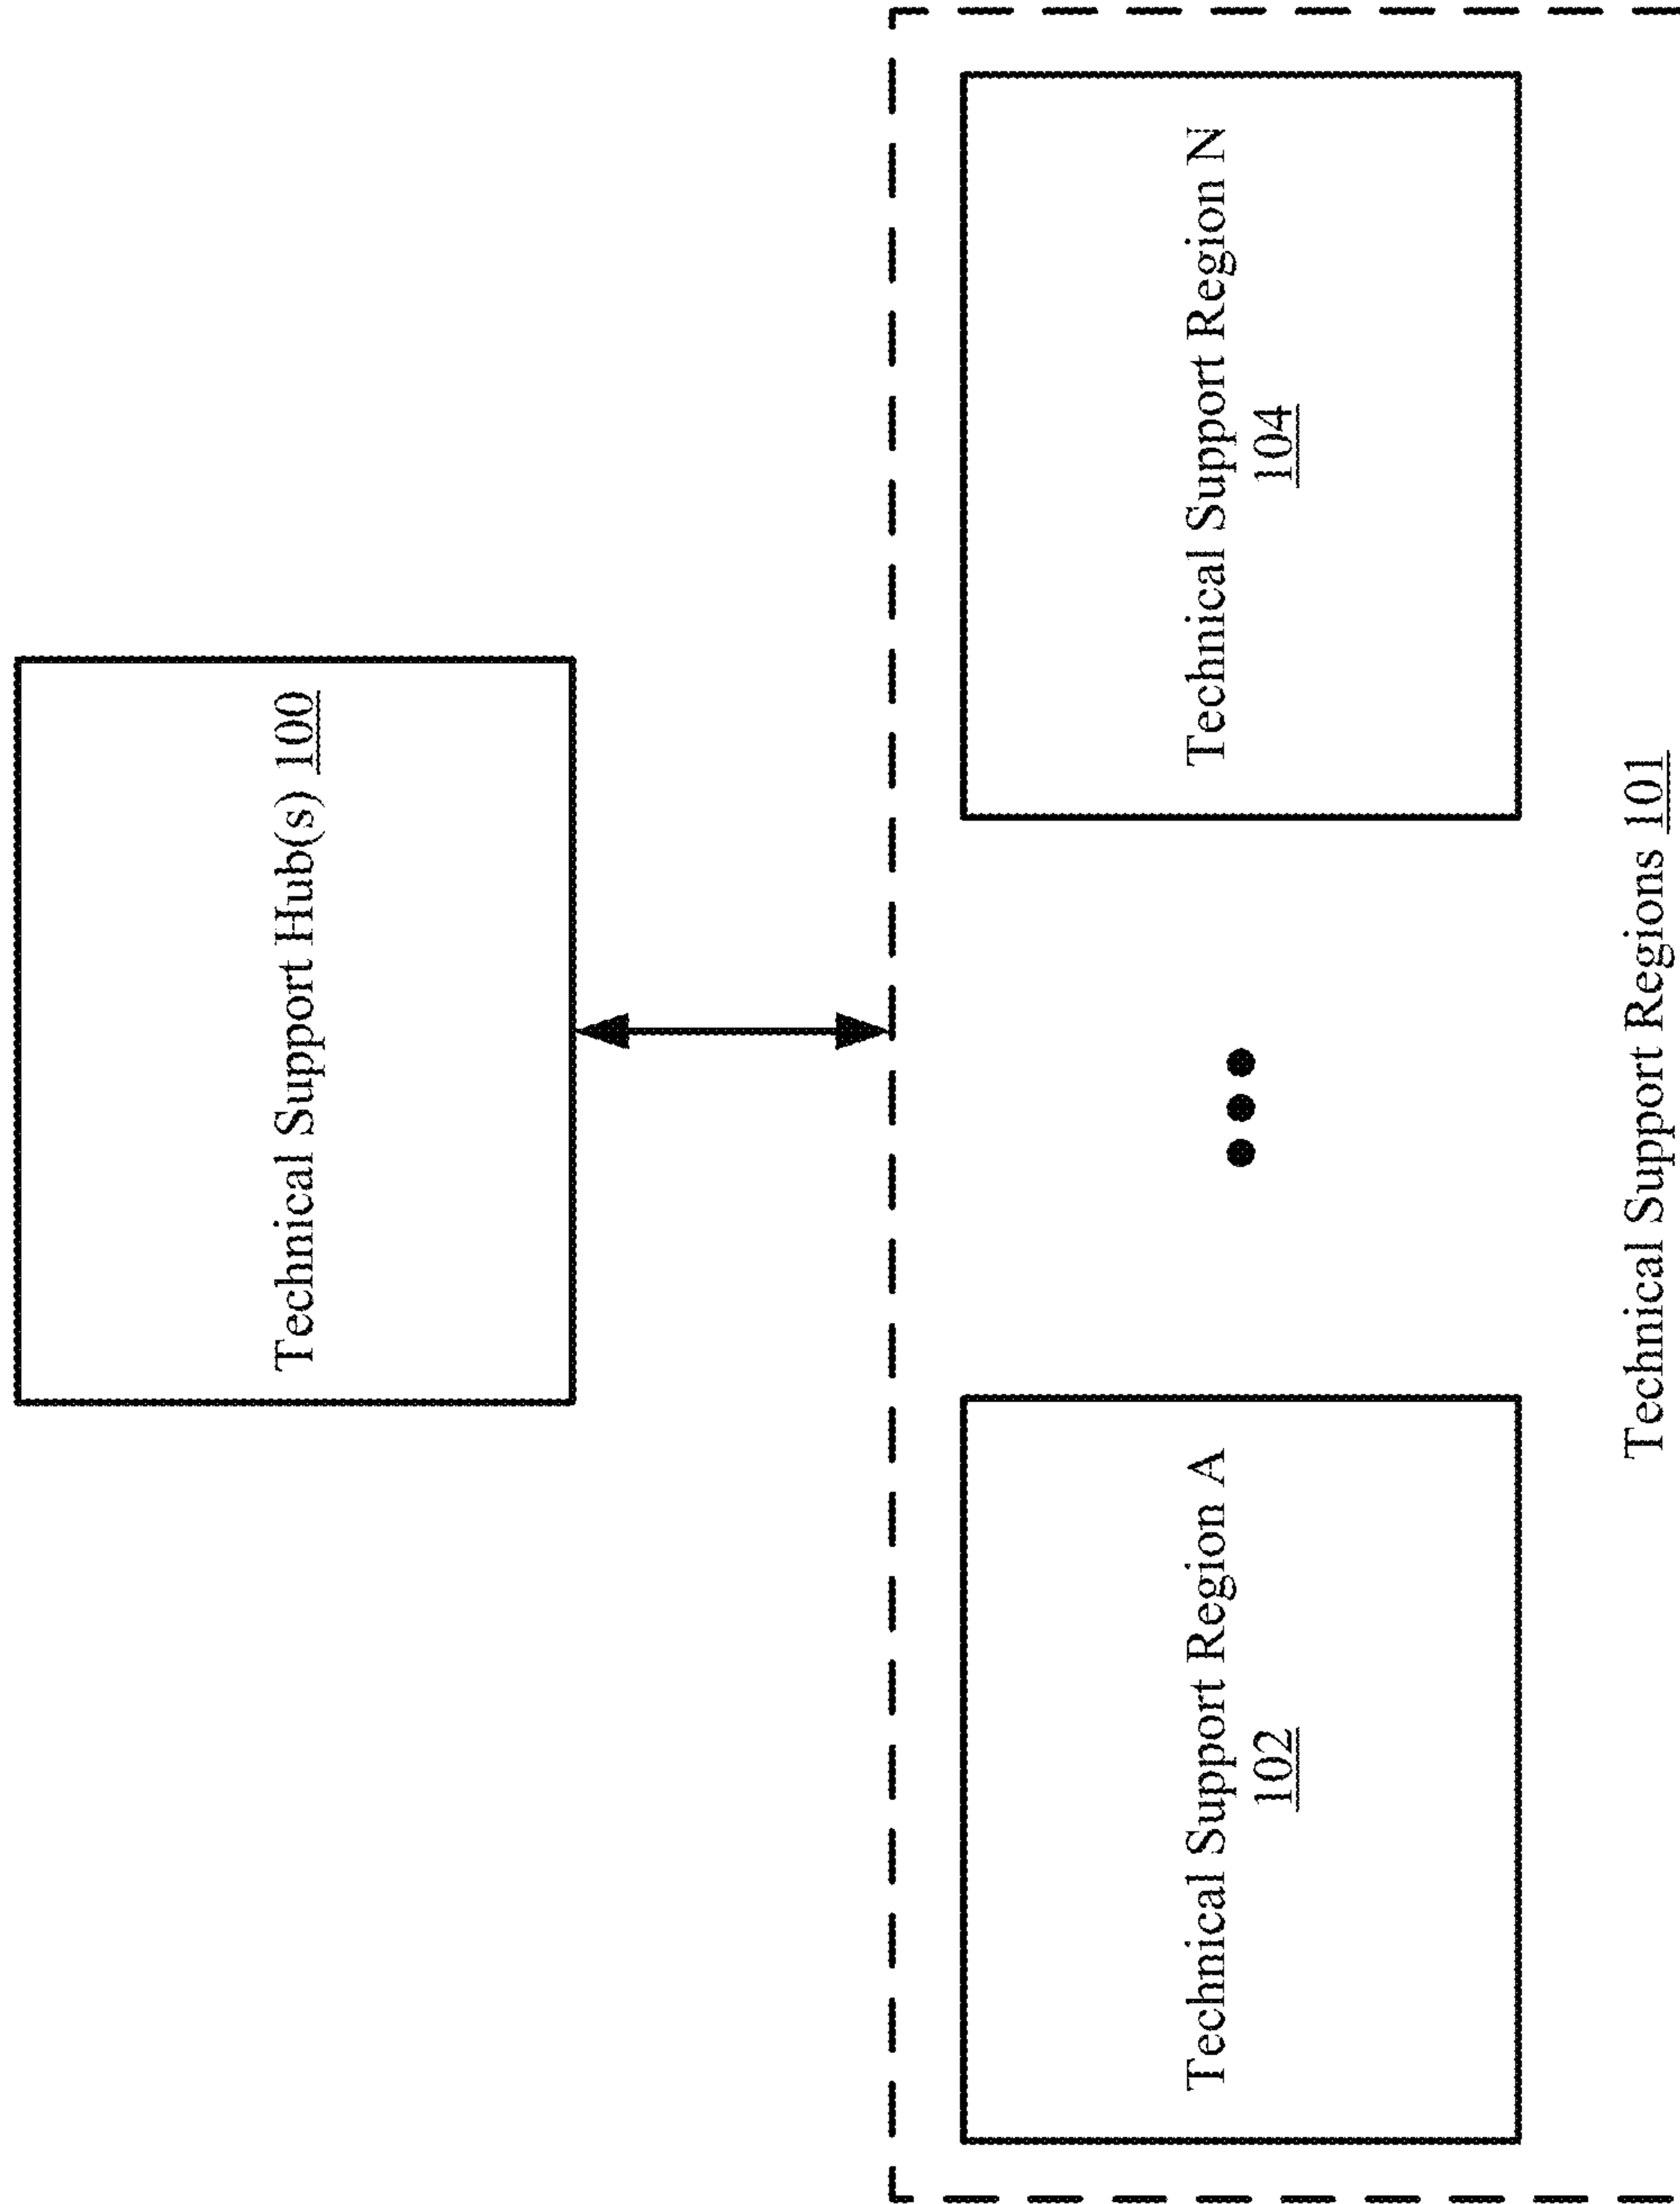 Technical Support Hub(s) 100
Technical Support Region A
102
Technical Support Region N
104
Technical Support Regions 101